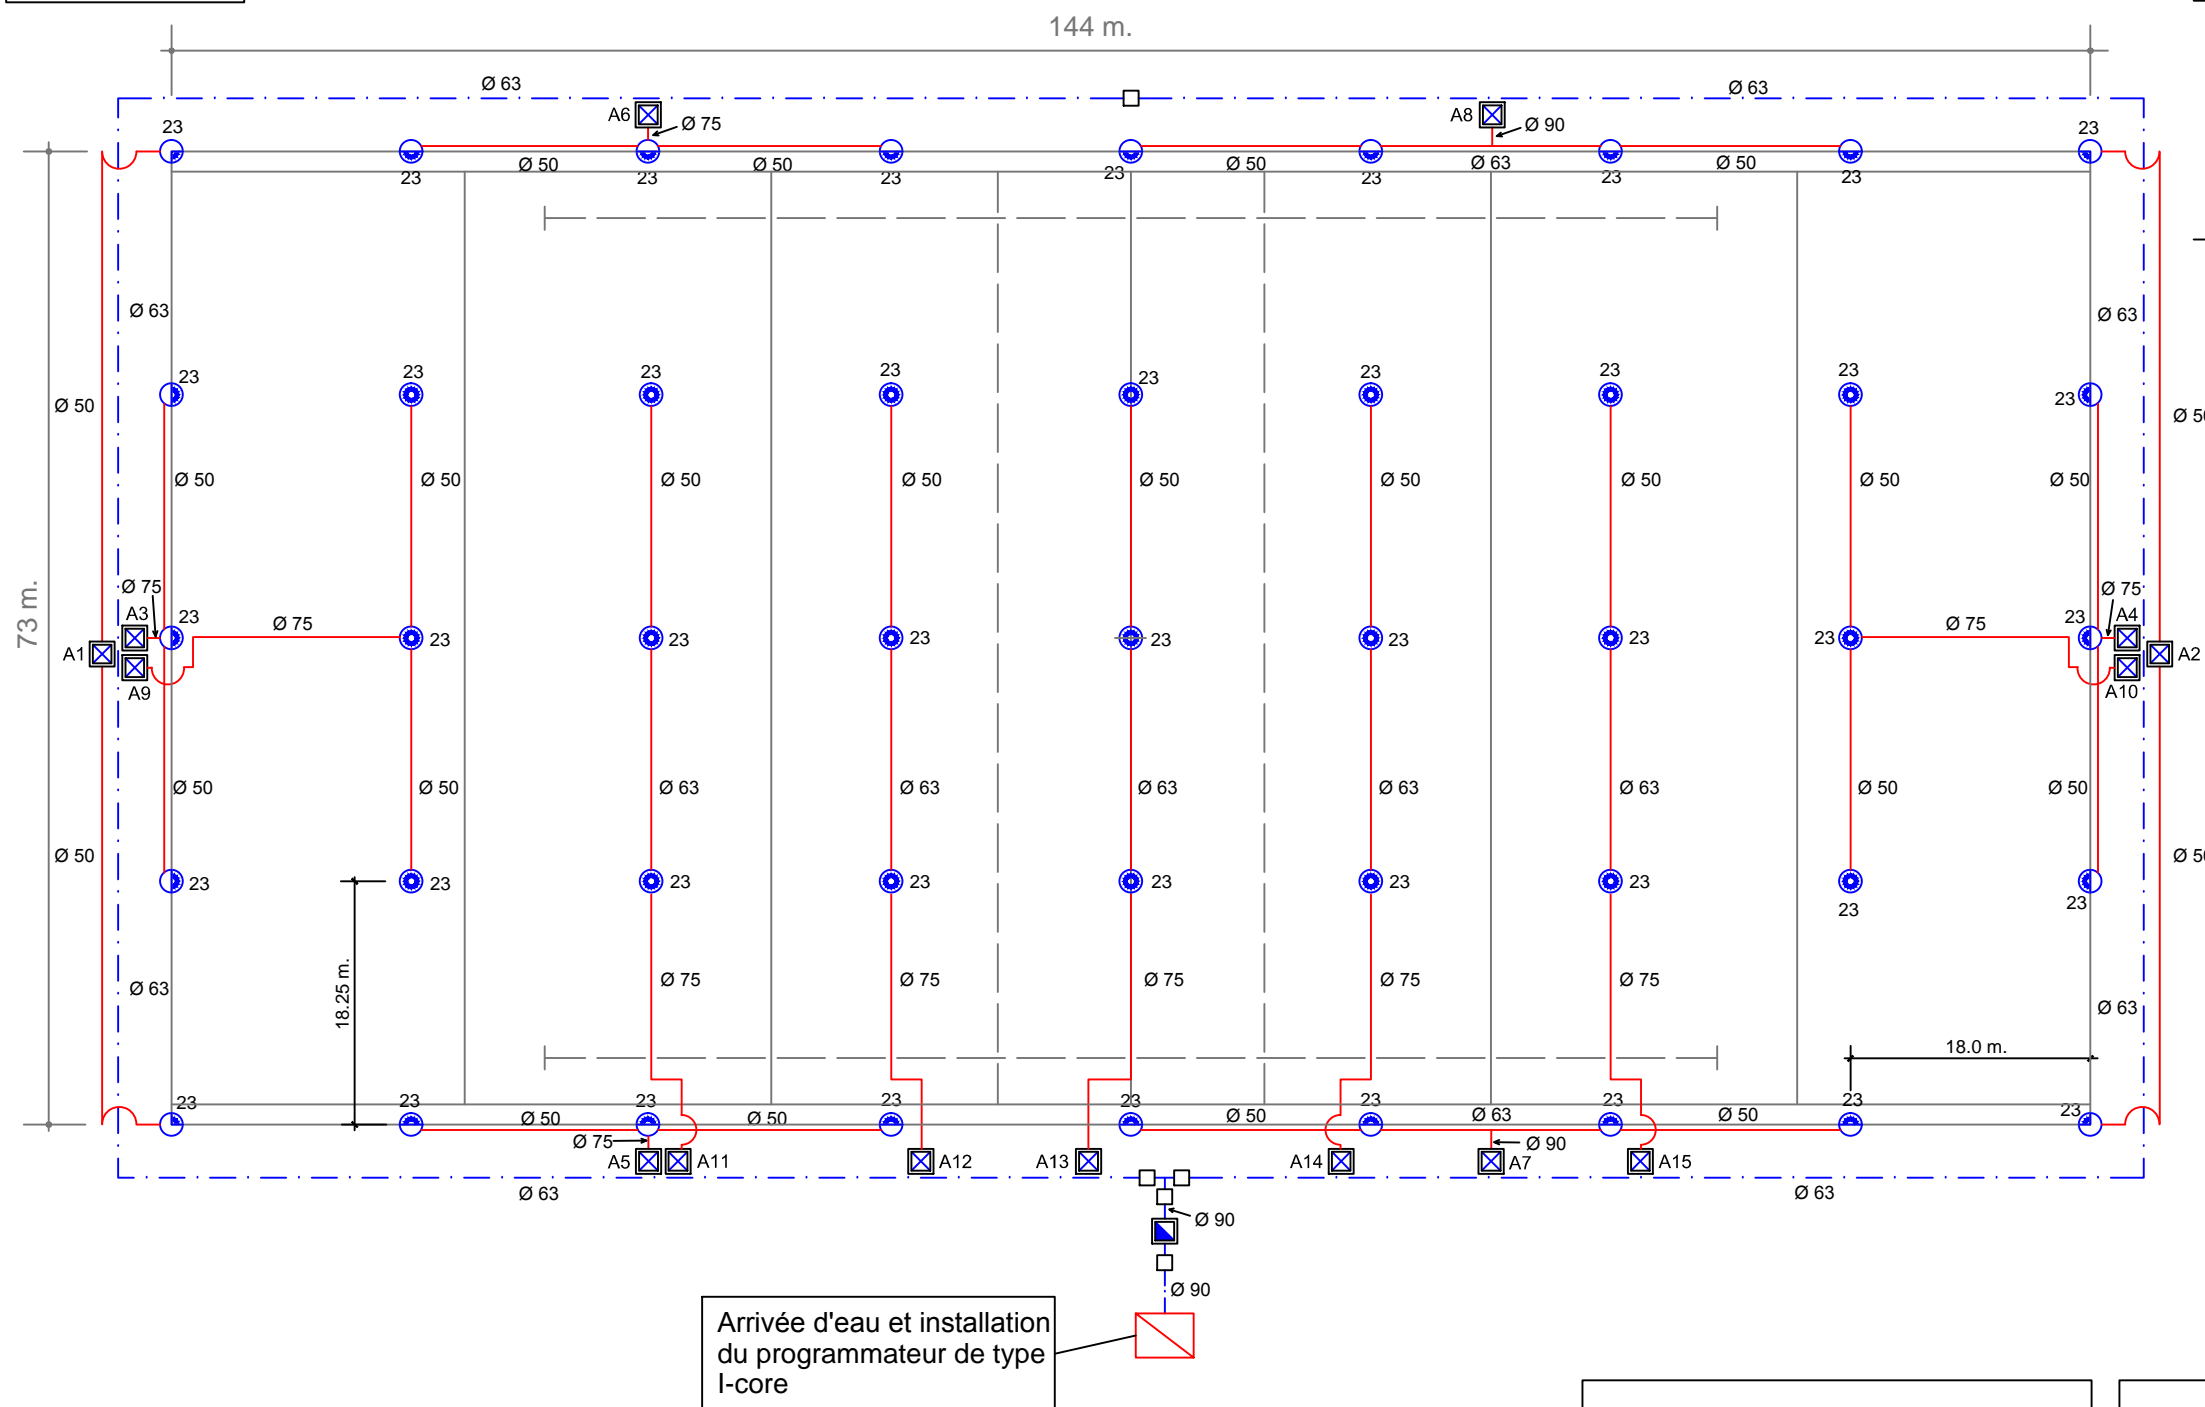 144 m.
Ø 63
Ø 63
A6
Ø 75
A8
Ø 90
23
23
Ø 50
Ø 50
Ø 50
Ø 63
Ø 50
23
23
23
23
23
23
23
Ø 63
Ø 63
23
23
23
23
23
23
23
23
23
Ø 50
Ø 50
Ø 50
Ø 50
Ø 50
Ø 50
Ø 50
Ø 50
Ø 50
Ø 50
Ø 50
73 m.
Ø 75
A3
23
Ø 75
23
23
23
23
23
23
23
Ø 75
23
Ø 75
A4
A1
A9
A2
A10
Ø 50
Ø 50
Ø 63
Ø 63
Ø 63
Ø 63
Ø 63
Ø 50
Ø 50
Ø 50
23
23
23
23
23
23
23
23
23
18.25 m.
Ø 63
Ø 75
Ø 75
Ø 75
Ø 75
Ø 75
Ø 63
18.0 m.
23
23
23
23
23
23
23
23
23
Ø 50
Ø 50
Ø 50
Ø 63
Ø 50
Ø 75
A5
A11
A12
A13
A14
Ø 90
A7
A15
Ø 63
Ø 63
Ø 90
Ø 90
Arrivée d'eau et installation
du programmateur de type
I-core